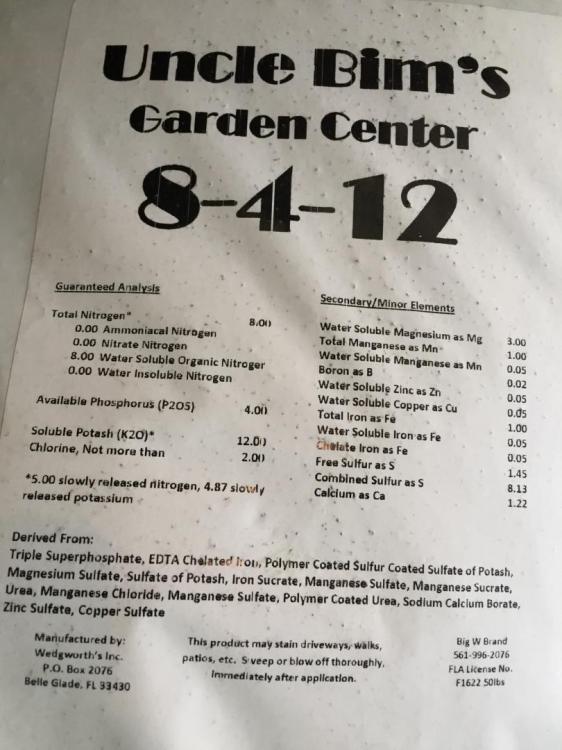 Uncle Bim's
Garden Center
8-4-12
Guaranteed Analysis
Total Nitrogen* 8.00
0.00 Ammoniacal Nitrogen
0.00 Nitrate Nitrogen
8.00 Water Soluble Organic Nitroger
0.00 Water Insoluble Nitrogen
Available Phosphorus (P2O5) 4.00
Soluble Potash (K2O)* 12.00
Chlorine, Not more than 2.00
*5.00 slowly released nitrogen, 4.87 slowly
released potassium
Secondary/Minor Elements
Water Soluble Magnesium as Mg 3.00
Total Manganese as Mn 1.00
Water Soluble Manganese as Mn 0.05
Boron as B 0.02
Water Soluble Zinc as Zn 0.05
Water Soluble Copper as Cu 0.05
Total Iron as Fe 1.00
Water Soluble Iron as Fe 0.05
Chelate Iron as Fe 0.05
Free Sulfur as S 1.45
Combined Sulfur as S 8.13
Calcium as Ca 1.22
Derived From:
Triple Superphosphate, EDTA Chelated Iron, Polymer Coated Sulfur Coated Sulfate of Potash,
Magnesium Sulfate, Sulfate of Potash, Iron Sucrate, Manganese Sulfate, Manganese Sucrate,
Urea, Manganese Chloride, Manganese Sulfate, Polymer Coated Urea, Sodium Calcium Borate,
Zinc Sulfate, Copper Sulfate
Manufactured by:
Wedgworth's Inc.
P.O. Box 2076
Belle Glade, FL 33430
This product may stain driveways, walks,
patios, etc. Sweep or blow off thoroughly,
immediately after application.
Big W Brand
561-996-2076
FLA License No.
F1622 50lbs